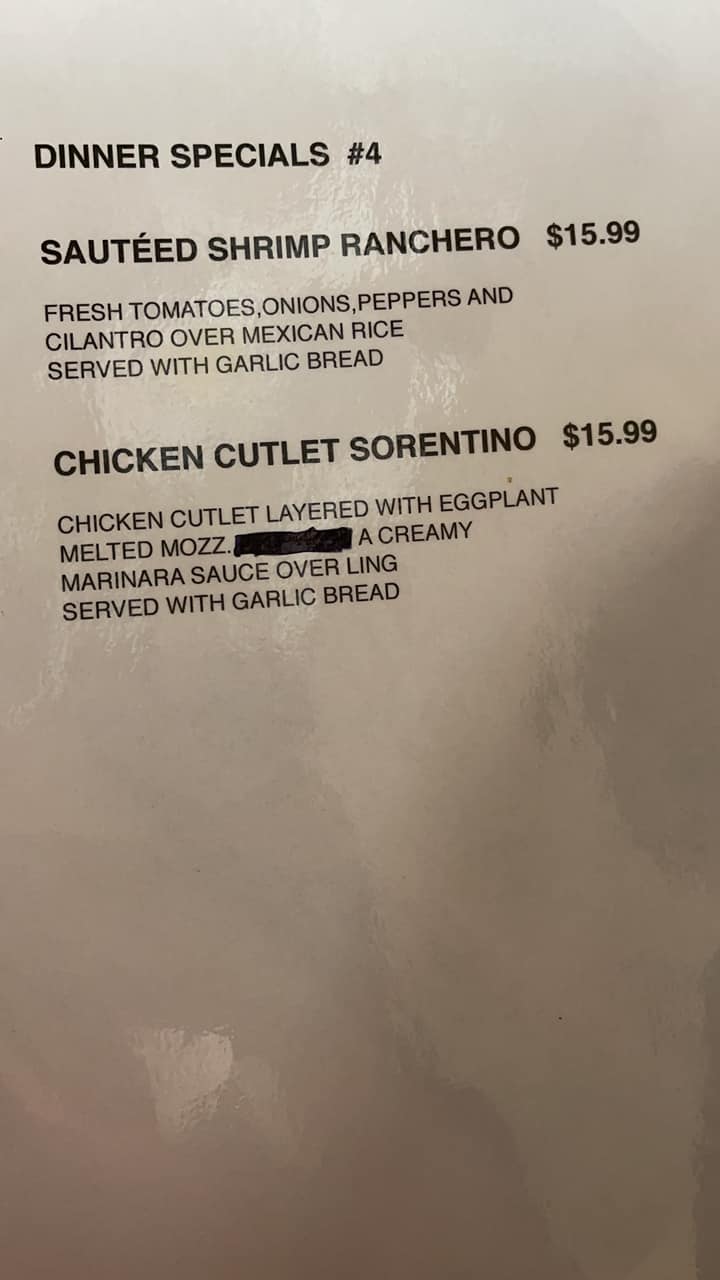 DINNER SPECIALS #4
SAUTÉED SHRIMP RANCHERO $15.99
FRESH TOMATOES,ONIONS,PEPPERS AND
CILANTRO OVER MEXICAN RICE
SERVED WITH GARLIC BREAD
CHICKEN CUTLET SORENTINO $15.99
CHICKEN CUTLET LAYERED WITH EGGPLANT
MELTED MOZZ. A CREAMY
MARINARA SAUCE OVER LING
SERVED WITH GARLIC BREAD